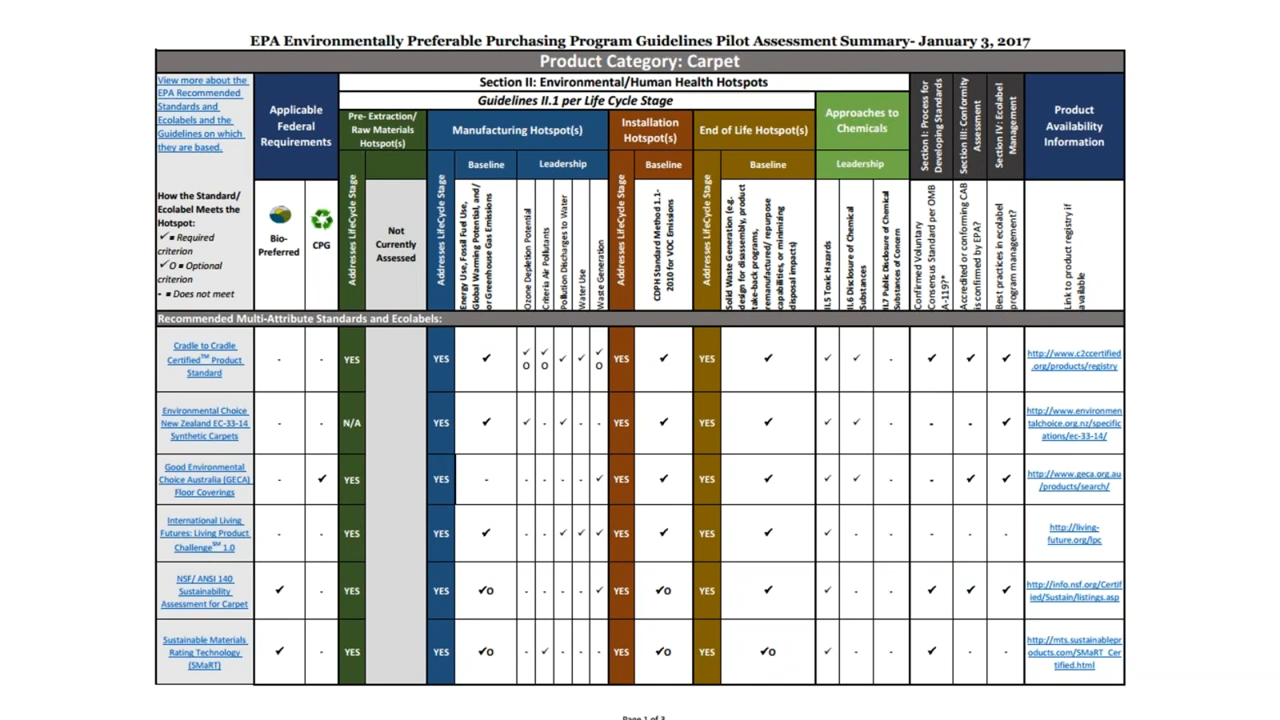 EPA Environmentally Preferable Purchasing Program Guidelines Pilot Assessment Summary- January 3, 2017
Product Category: Carpet
View more about the
EPA Recommended
Standards and
Ecolabels and the
Guidelines on which
they are based.
Applicable
Federal
Requirements
Section II: Environmental/Human Health Hotspots
Guidelines II.1 per Life Cycle Stage
Pre- Extraction/
Raw Materials
Hotspot(s)
Manufacturing Hotspot(s)
Installation
Hotspot(s)
End of Life Hotspot(s)
Approaches to
Chemicals
Section I: Process for
Developing Standards
Section III: Conformity
Assessment
Section IV: Ecolabel
Management
Product
Availability
Information
Baseline
Leadership
Baseline
Baseline
Leadership
How the Standard/
Ecolabel Meets the
Hotspot:
✓ ■ Required
criterion
✓O ■ Optional
criterion
- ■ Does not meet
Bio-
Preferred
CPG
Addresses LifeCycle Stage
Not
Currently
Assessed
Addresses LifeCycle Stage
Energy Use, Fossil Fuel Use,
Global Warming Potential, and/
or Greenhouse Gas Emissions
Ozone Depletion Potential
Criteria Air Pollutants
Pollution Discharges to Water
Water Use
Waste Generation
Addresses LifeCycle Stage
CDPH Standard Method 1.1-
2010 for VOC Emissions
Addresses LifeCycle Stage
Solid Waste Generation (e.g.
design for disassembly, product
take-back programs,
remanufactured/ repurpose
capabilities, or minimizing
disposal impacts)
II.5 Toxic Hazards
II.6 Disclosure of Chemical
Substances
II.7 Public Disclosure of Chemical
Substances of Concern
Confirmed Voluntary
Consensus Standard per OMB
A-119?*
Accredited or conforming CAB
is confirmed by EPA?
Best practices in ecolabel
program management?
Link to product registry if
available
Recommended Multi-Attribute Standards and Ecolabels:
Cradle to Cradle
Certified™ Product
Standard
- - YES YES ✓ ✓O ✓O ✓ ✓ ✓O YES ✓ YES ✓ ✓ ✓ - ✓ ✓ ✓
http://www.c2ccertified
.org/products/registry
Environmental Choice
New Zealand EC-33-14
Synthetic Carpets
- - N/A YES ✓ ✓ - ✓ - - YES ✓ YES ✓ ✓ ✓ - - - ✓
http://www.environmen
talchoice.org.nz/specific
ations/ec-33-14/
Good Environmental
Choice Australia (GECA)
Floor Coverings
- ✓ YES YES - - - - - ✓ YES ✓ YES ✓ ✓ ✓ - - ✓ ✓
http://www.geca.org.au
/products/search/
International Living
Futures: Living Product
Challenge℠ 1.0
- - YES YES ✓ - - ✓ ✓ ✓ YES ✓ YES ✓ ✓ - - - - -
http://living-
future.org/lpc
NSF/ ANSI 140
Sustainability
Assessment for Carpet
✓ - YES YES ✓O - - - - ✓ YES ✓O YES ✓ ✓ - - ✓ ✓ ✓
http://info.nsf.org/Certif
ied/Sustain/listings.asp
Sustainable Materials
Rating Technology
(SMaRT)
✓ - YES YES ✓O - ✓ - - - YES ✓O YES ✓O ✓ - - ✓ - -
http://mts.sustainablepr
oducts.com/SMaRT_Cer
tified.html
Page 1 of 3